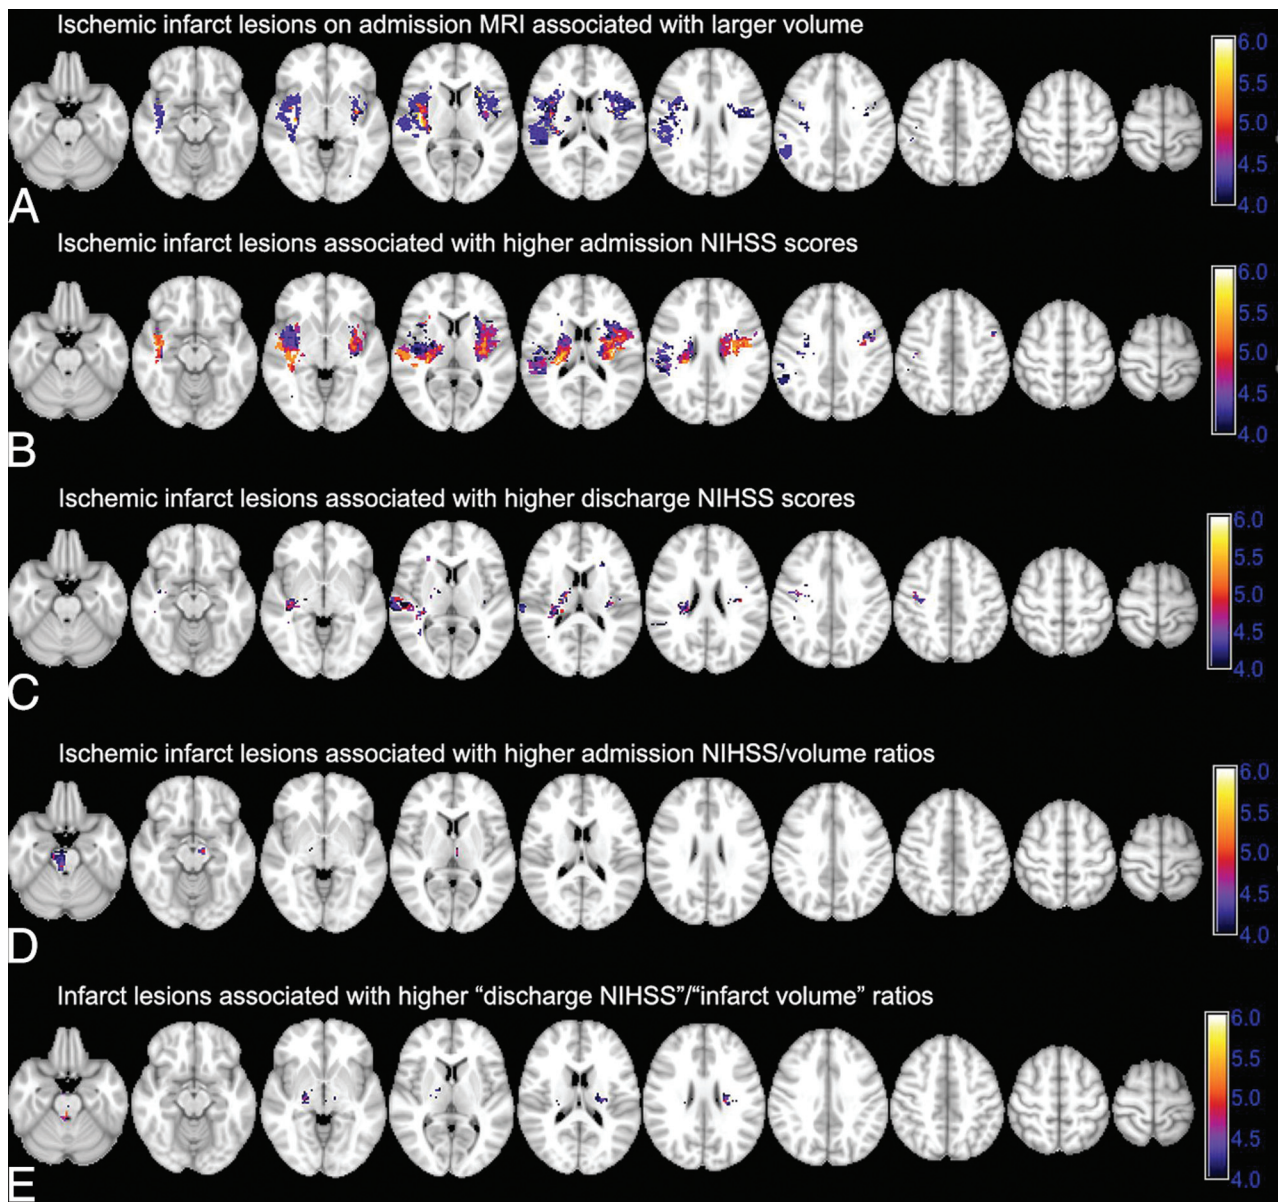 Ischemic infarct lesions on admission MRI associated with larger volume
6.0
5.5
5.0
4.5
4.0
A
Ischemic infarct lesions associated with higher admission NIHSS scores
6.0
5.5
5.0
4.5
4.0
B
Ischemic infarct lesions associated with higher discharge NIHSS scores
6.0
5.5
5.0
4.5
4.0
C
Ischemic infarct lesions associated with higher admission NIHSS/volume ratios
6.0
5.5
5.0
4.5
4.0
D
Infarct lesions associated with higher “discharge NIHSS”/“infarct volume” ratios
6.0
5.5
5.0
4.5
4.0
E